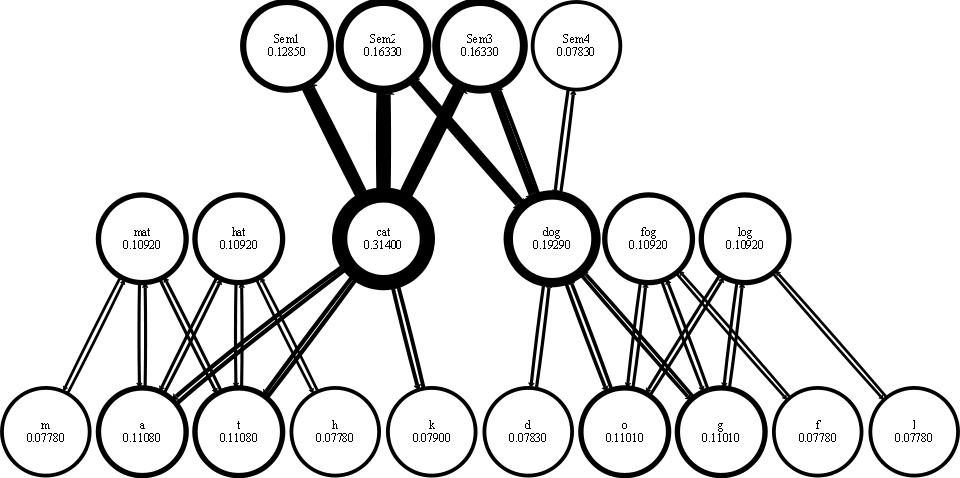 Sem1
0.12850
Sem2
0.16330
Sem3
0.16330
Sem4
0.07830
mat
0.10920
hat
0.10920
cat
0.31400
dog
0.19290
fog
0.10920
log
0.10920
m
0.07780
a
0.11080
t
0.11080
h
0.07780
k
0.07900
d
0.07830
o
0.11010
g
0.11010
f
0.07780
l
0.07780